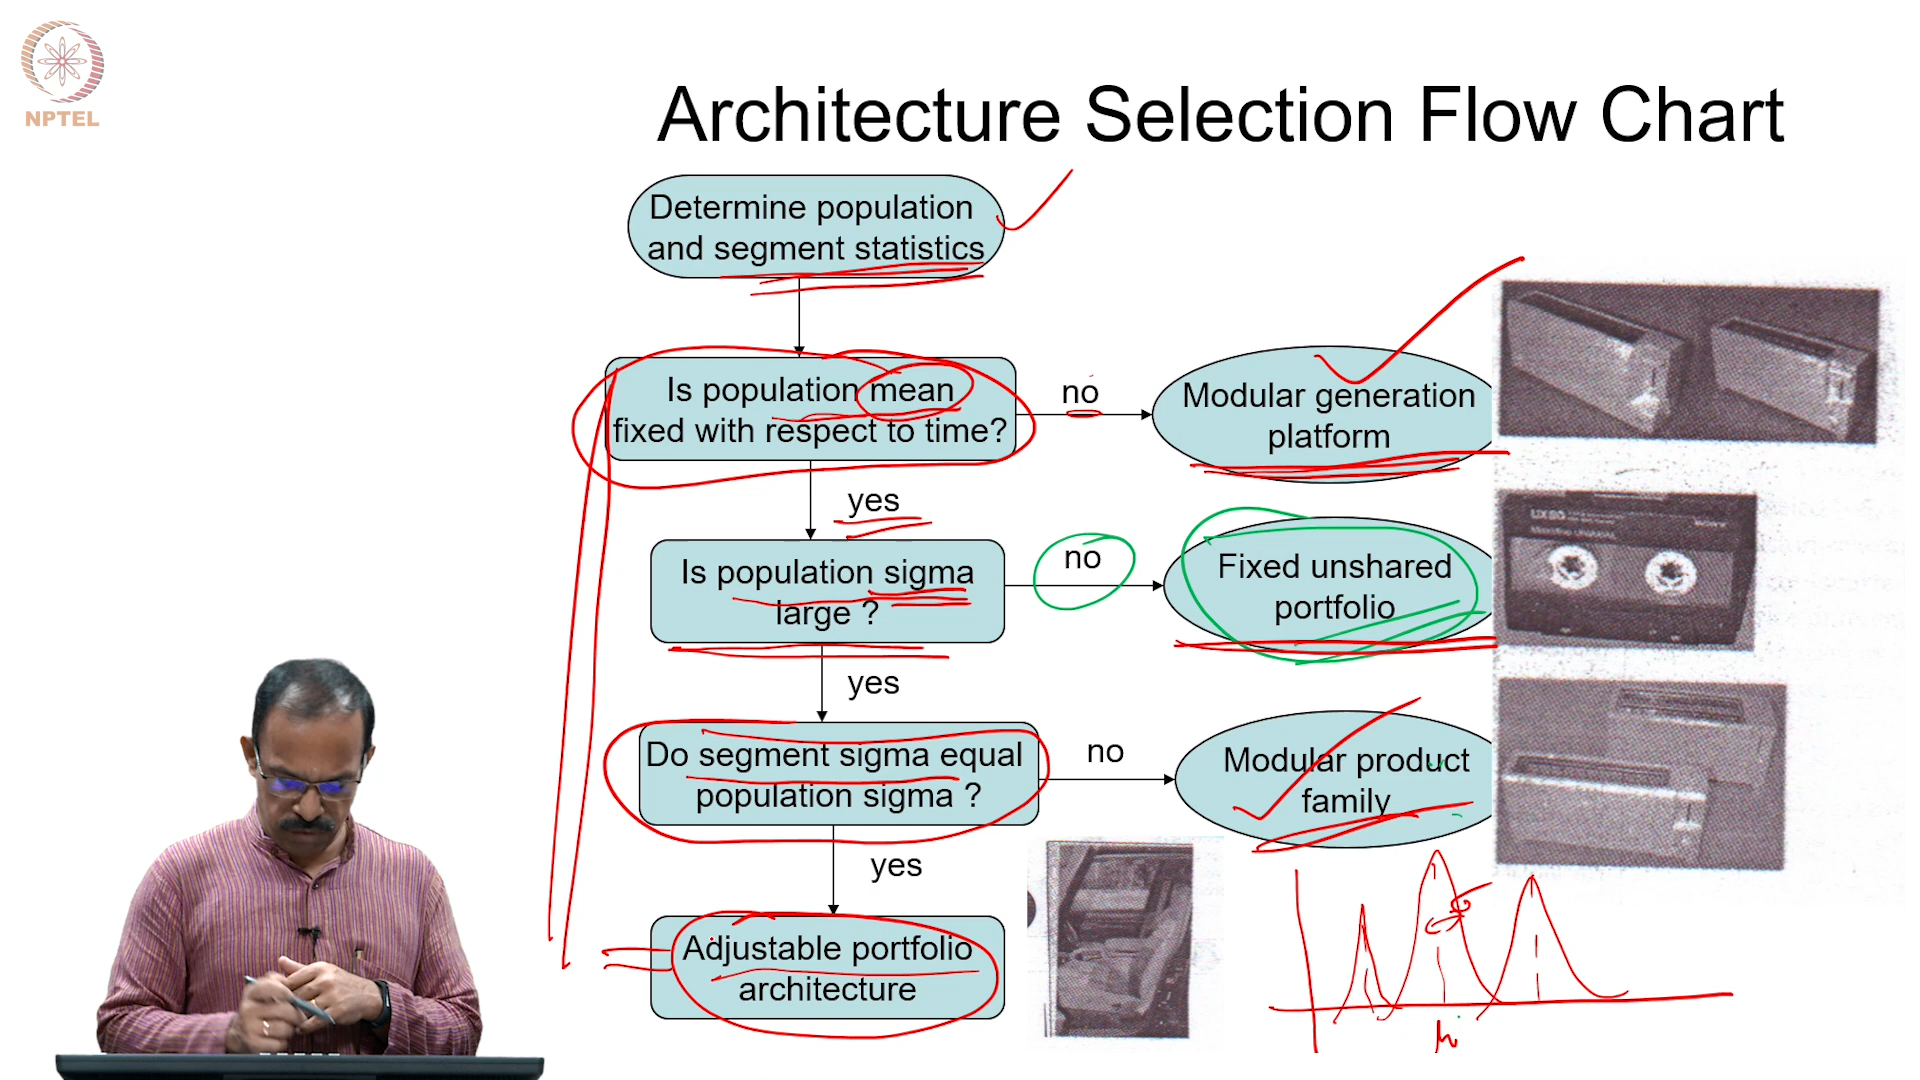 NPTEL
Architecture Selection Flow Chart
Determine population
and segment statistics
Is population mean
fixed with respect to time?
no
Modular generation
platform
yes
Is population sigma
large ?
no
Fixed unshared
portfolio
UX90
SONY
yes
Do segment sigma equal
population sigma ?
no
Modular product
family
yes
Adjustable portfolio
architecture